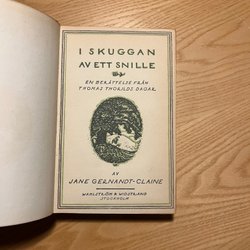 I SKUGGAN
AV ETT SNILLE
EN BERÄTTELSE FRÅN
THOMAS THORILDS DAGAR
AV
JANE GERNANDT-CLAINE
WAHLSTRÖM & WIDSTRAND
STOCKHOLM